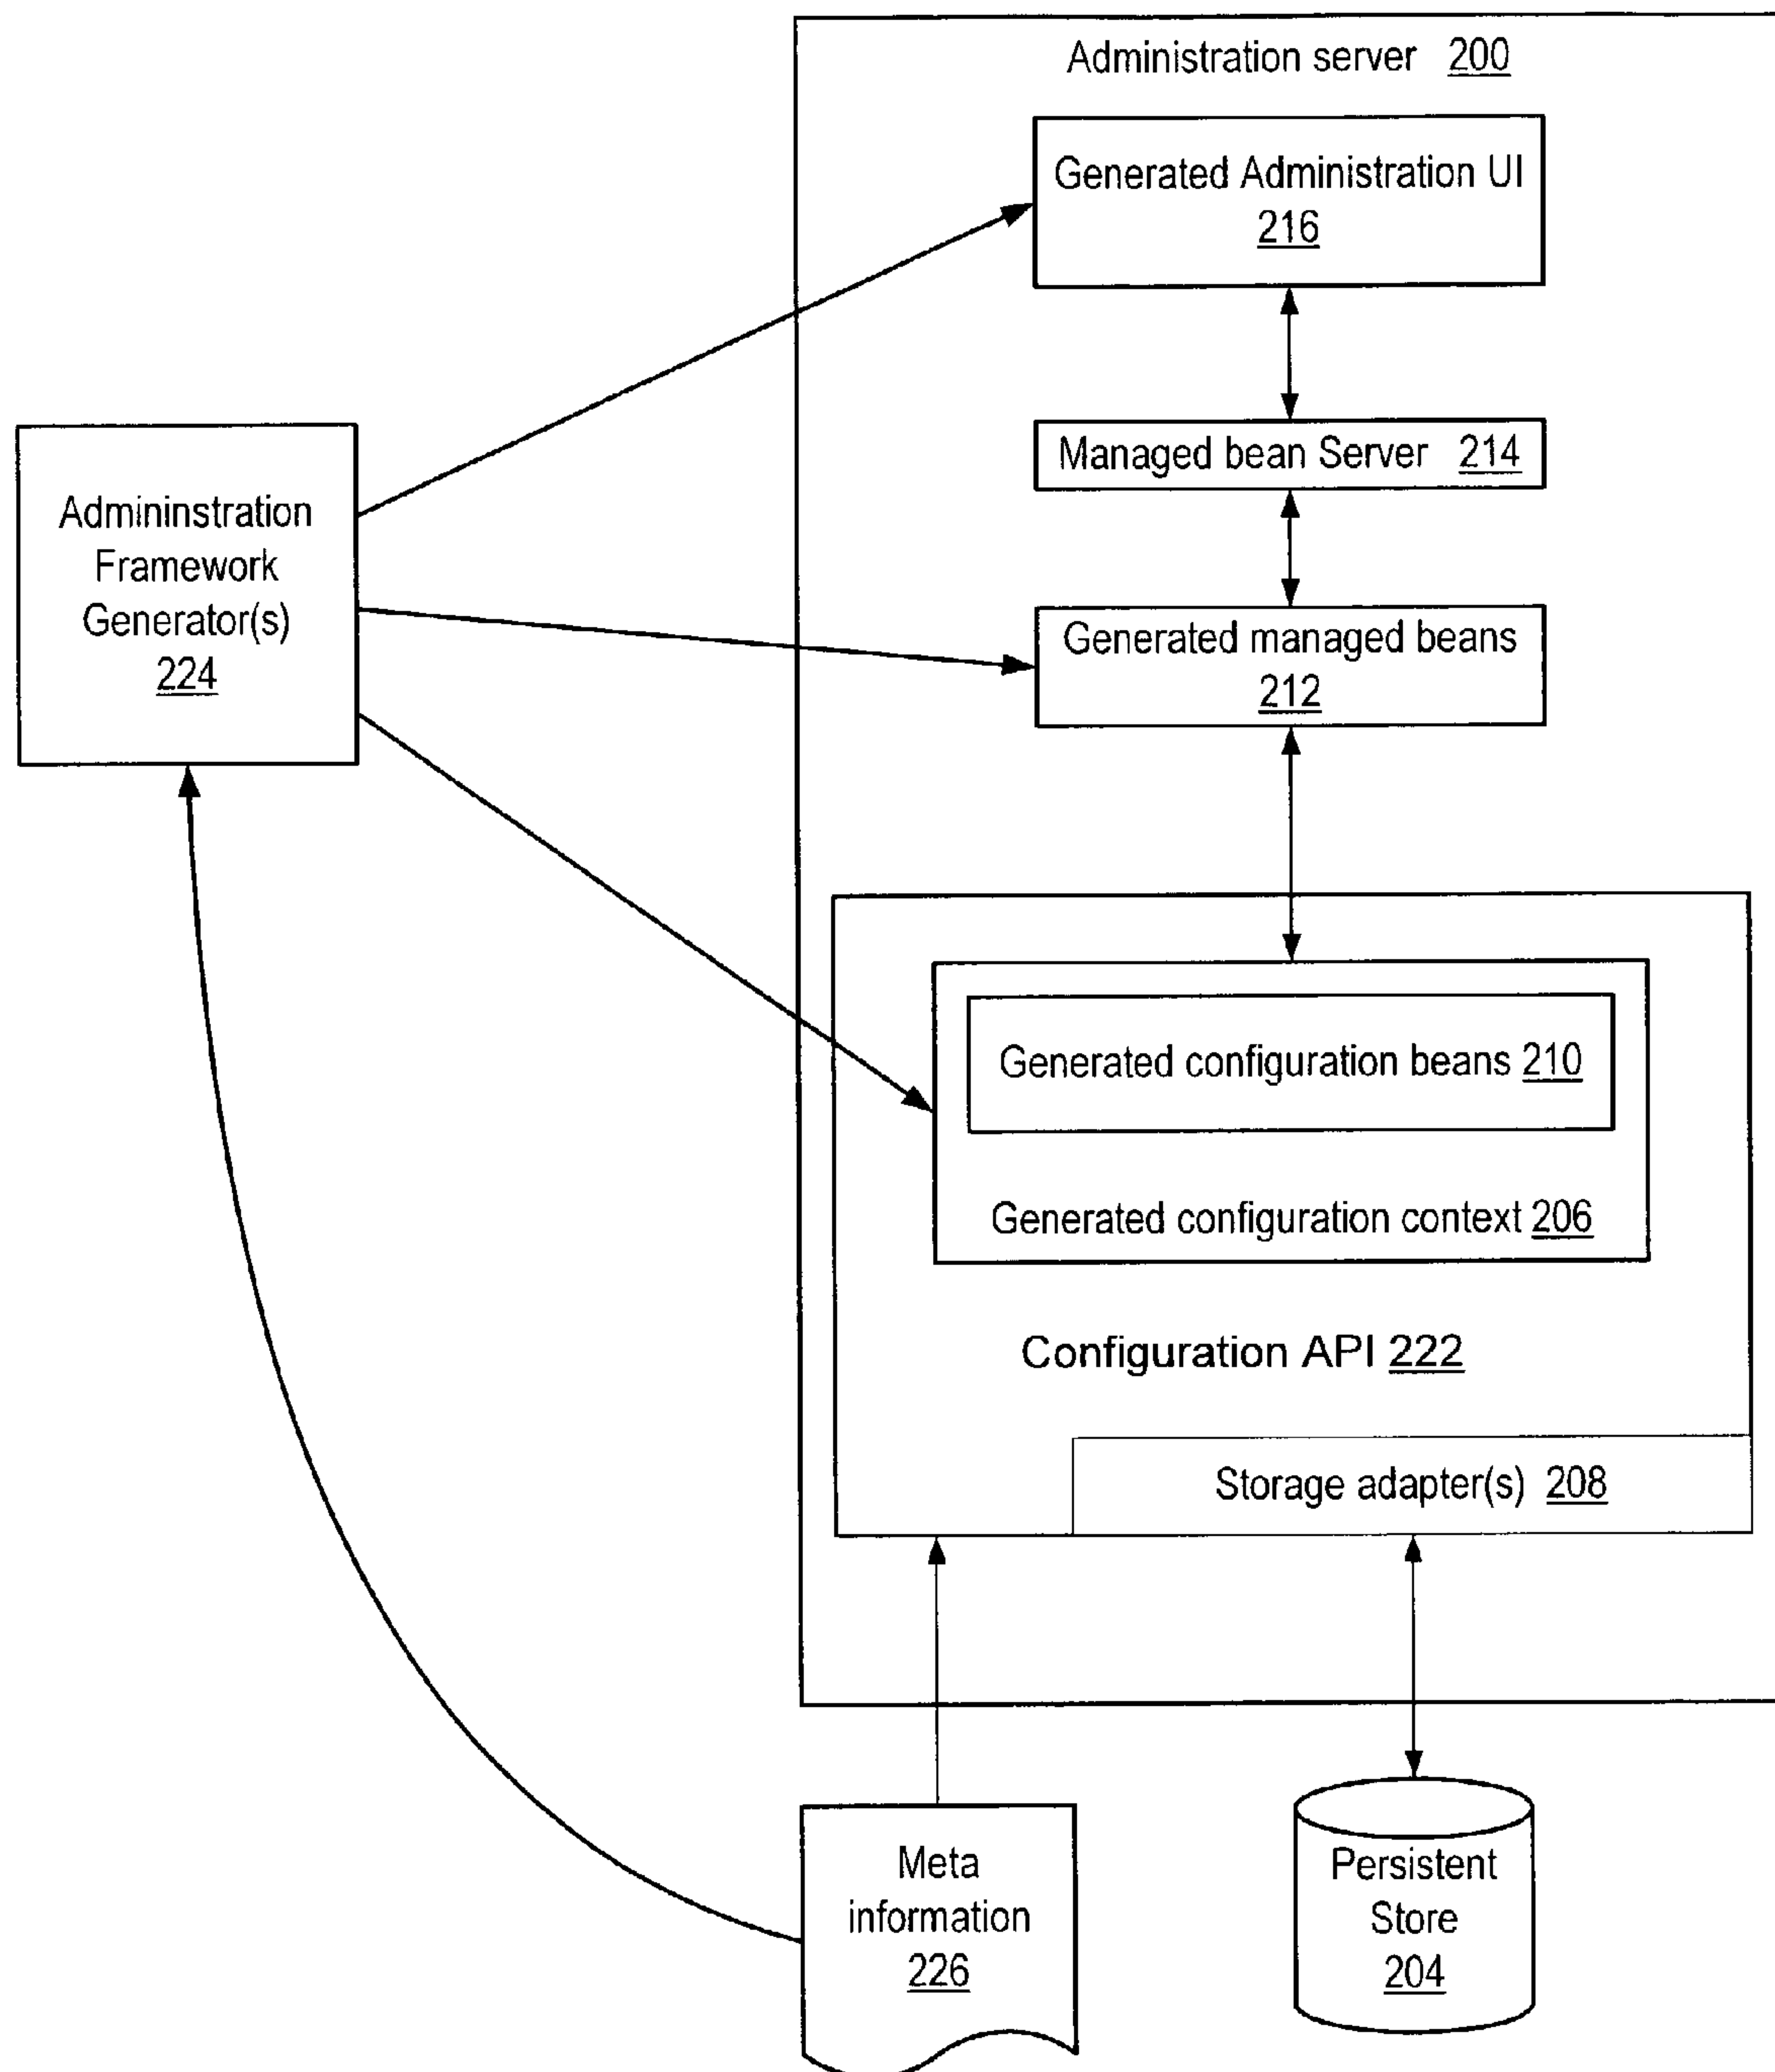 Administration server 200
Generated Administration UI
216
Managed bean Server 214
Admininstration
Framework
Generator(s)
224
Generated managed beans
212
Generated configuration beans 210
Generated configuration context 206
Configuration API 222
Storage adapter(s) 208
Meta
information
226
Persistent
Store
204